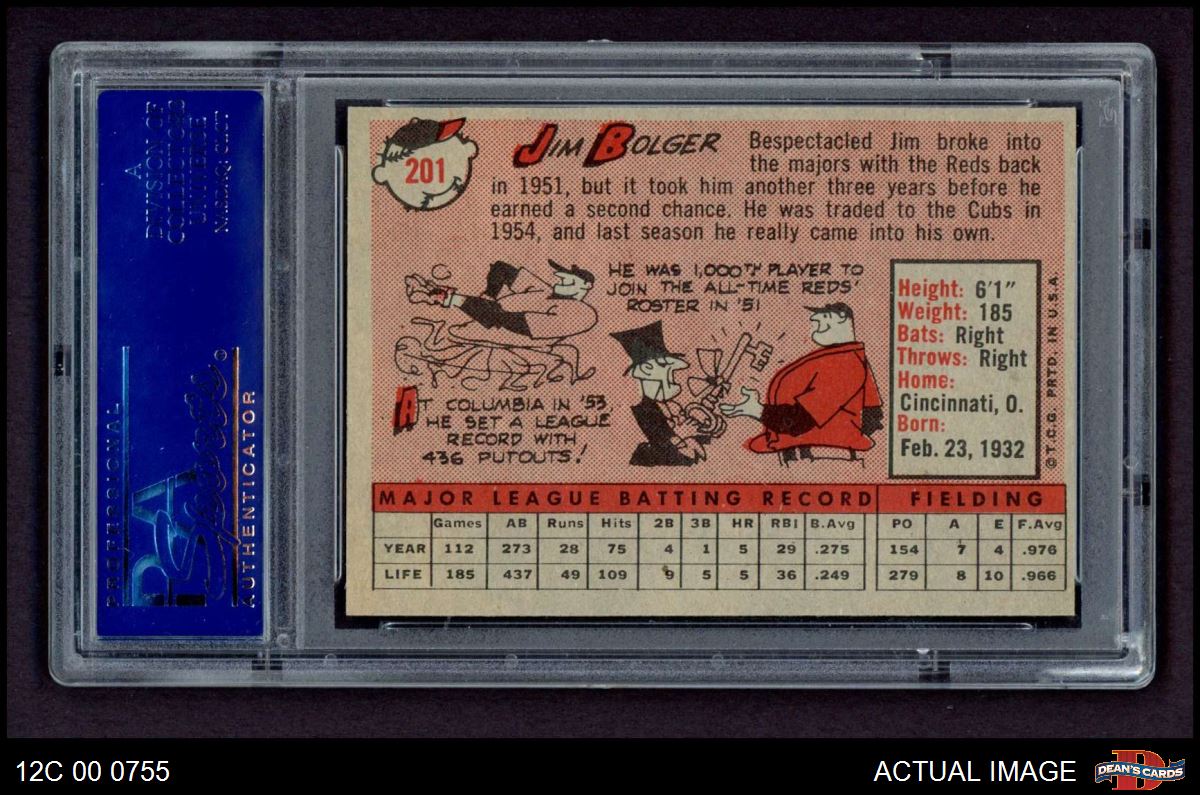 A
DIVISION OF
COLLECTORS
UNIVERSE
NASDAQ: CLCT
PROFESSIONAL
PSA
Sports
AUTHENTICATOR
201
JIM BOLGER
Bespectacled Jim broke into
the majors with the Reds back
in 1951, but it took him another three years before he
earned a second chance. He was traded to the Cubs in
1954, and last season he really came into his own.
HE WAS 1,000TH PLAYER TO
JOIN THE ALL-TIME REDS'
ROSTER IN '51
AT COLUMBIA IN '53
HE SET A LEAGUE
RECORD WITH
436 PUTOUTS!
Height: 6'1"
Weight: 185
Bats: Right
Throws: Right
Home:
Cincinnati, O.
Born:
Feb. 23, 1932
©T.C.G. PRTD. IN U.S.A.
MAJOR LEAGUE BATTING RECORD FIELDING
Games AB Runs Hits 2B 3B HR RBI B.Avg PO A E F.Avg
YEAR 112 273 28 75 4 1 5 29 .275 154 7 4 .976
LIFE 185 437 49 109 9 5 5 36 .249 279 8 10 .966
12C 00 0755
ACTUAL IMAGE
D
DEAN'S CARDS